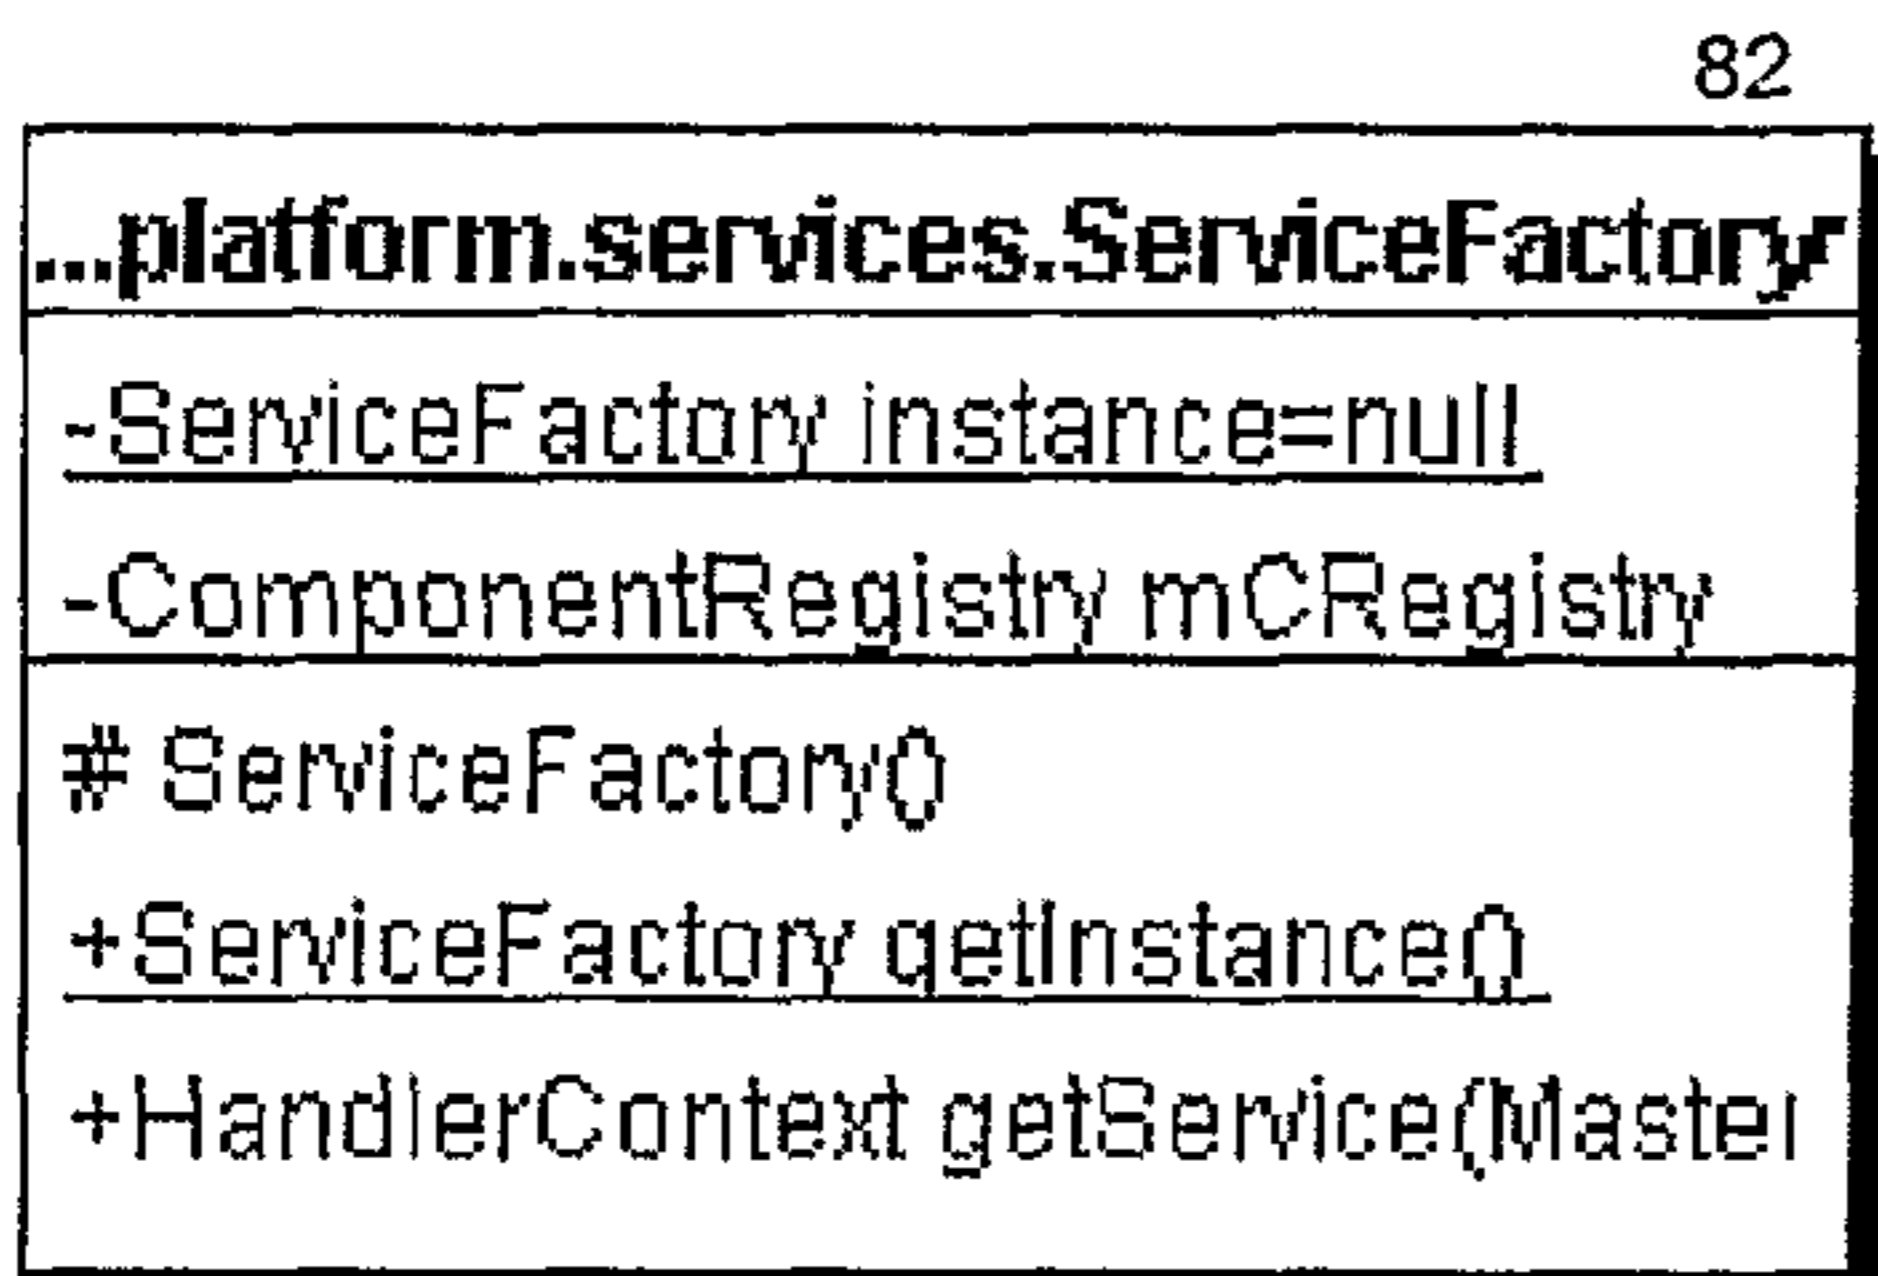 82
...platform.services.ServiceFactory
-ServiceFactory instance=null
-ComponentRegistry mCRegistry
# ServiceFactory()
+ServiceFactory getInstance()
+HandlerContext getService(Master